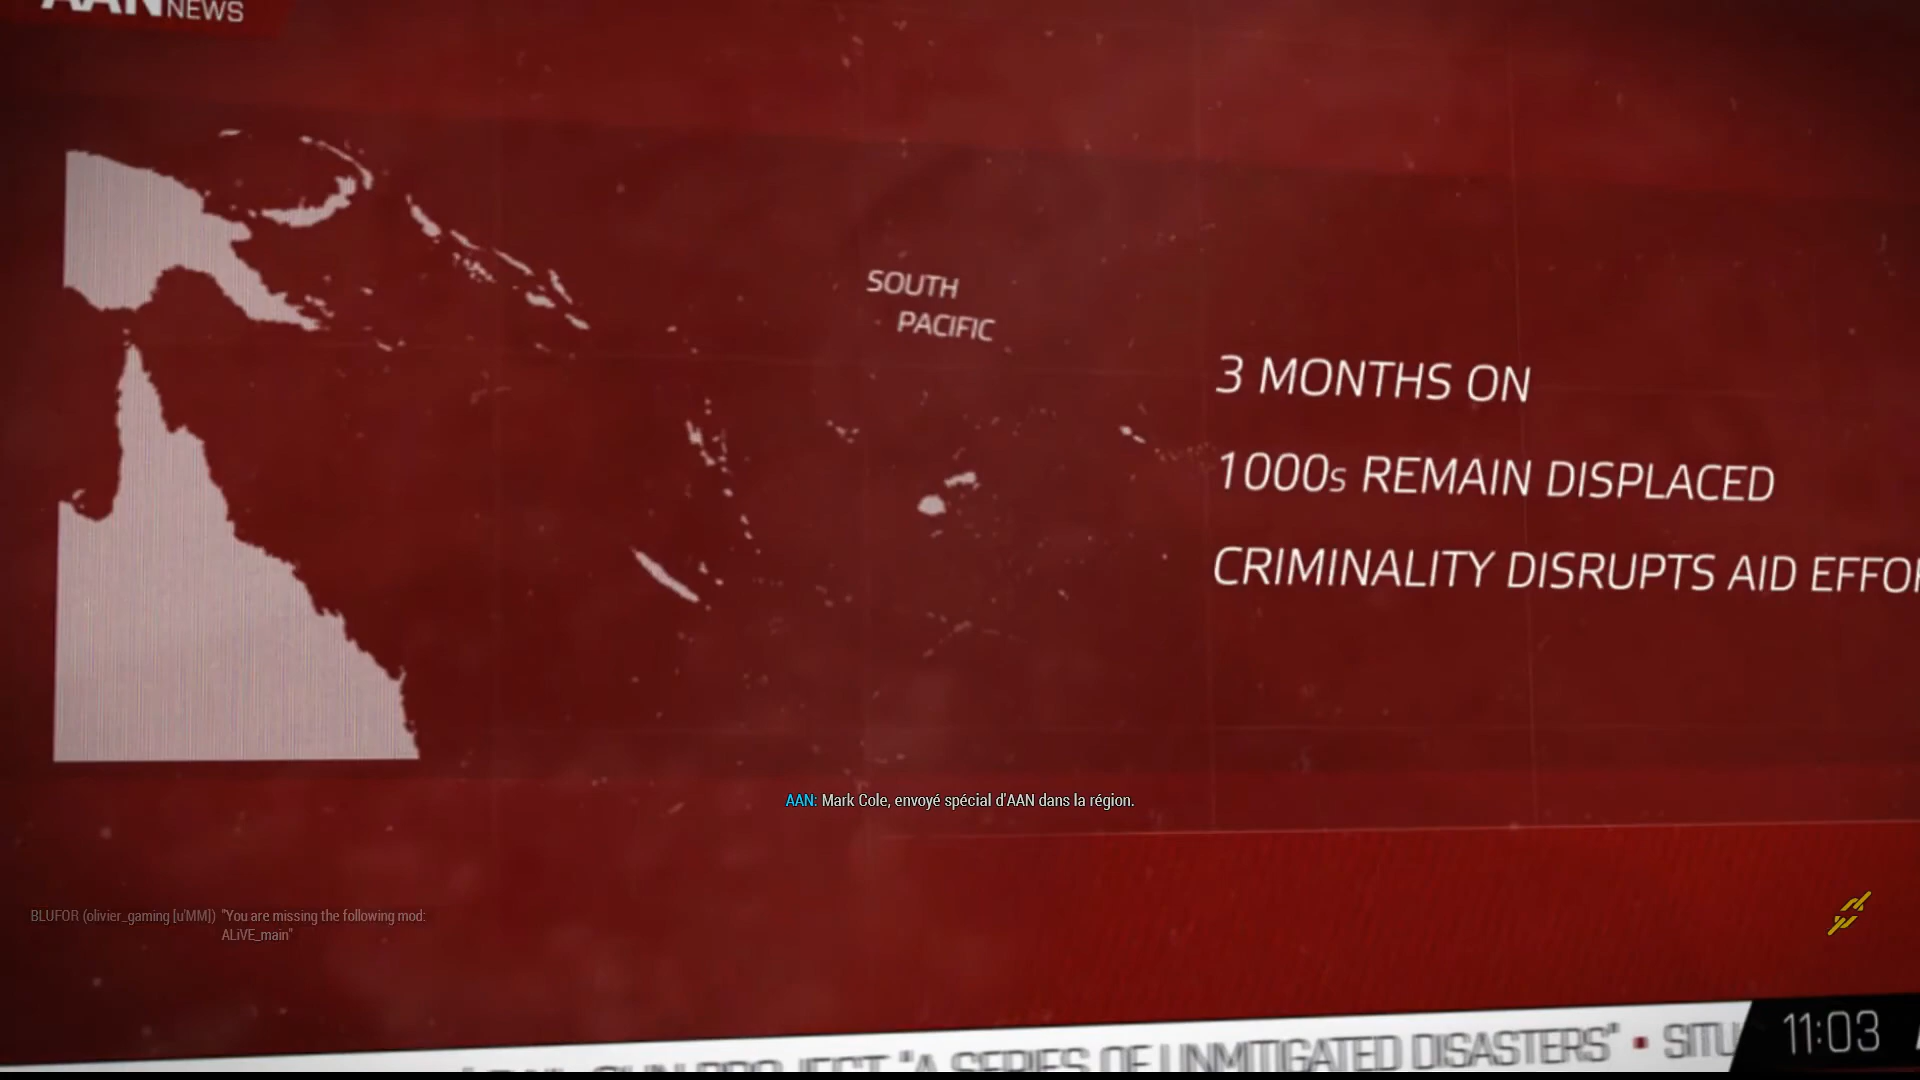 AAN NEWS
SOUTH
PACIFIC
3 MONTHS ON
1000s REMAIN DISPLACED
CRIMINALITY DISRUPTS AID
AAN: Mark Cole, envoyé spécial d'AAN dans la région.
BLUFOR (olivier_gaming [u'MM]) "You are missing the following mod:
ALiVE_main"
PROJECT "A SERIES OF UNMITIGATED DISASTERS" •
11:03